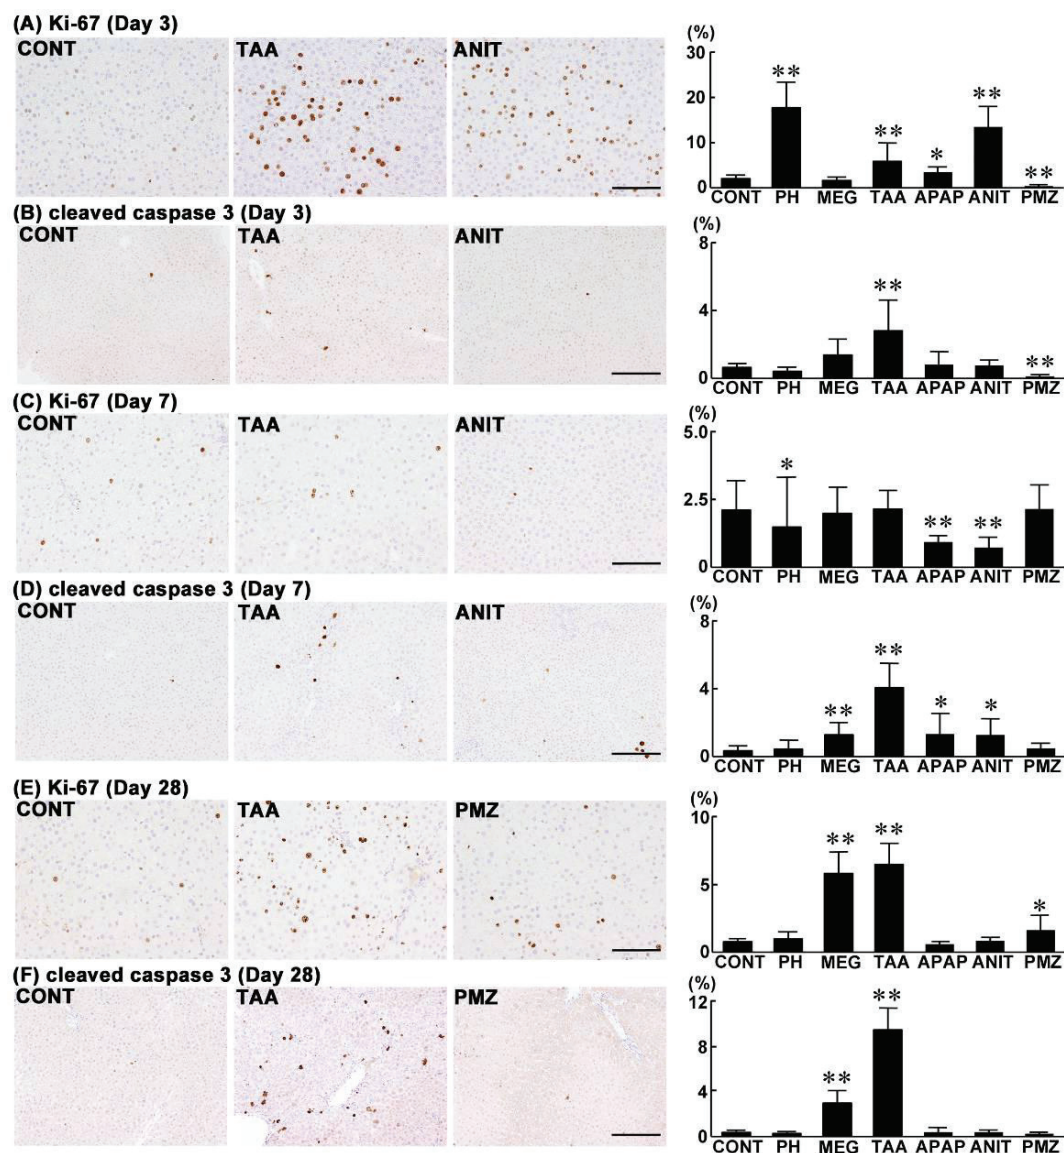 (A) Ki-67 (Day 3)
CONT TAA ANIT
(%)
30
20
10
0
** ** * ** **
CONT PH MEG TAA APAP ANIT PMZ
(B) cleaved caspase 3 (Day 3)
CONT TAA ANIT
(%)
8
4
0
** **
CONT PH MEG TAA APAP ANIT PMZ
(C) Ki-67 (Day 7)
CONT TAA ANIT
(%)
5.0
2.5
0
* ** **
CONT PH MEG TAA APAP ANIT PMZ
(D) cleaved caspase 3 (Day 7)
CONT TAA ANIT
(%)
8
4
0
** ** * *
CONT PH MEG TAA APAP ANIT PMZ
(E) Ki-67 (Day 28)
CONT TAA PMZ
(%)
10
5
0
** ** *
CONT PH MEG TAA APAP ANIT PMZ
(F) cleaved caspase 3 (Day 28)
CONT TAA PMZ
(%)
12
8
4
0
** **
CONT PH MEG TAA APAP ANIT PMZ